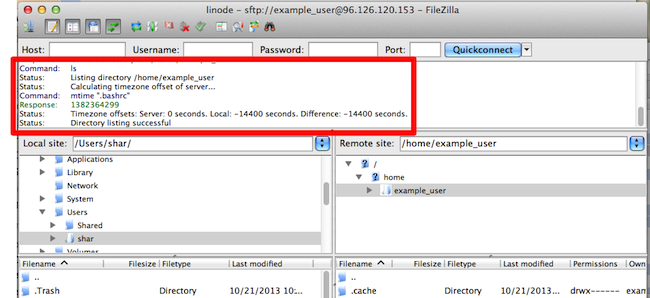 linode - sftp://example_user@96.126.120.153 - FileZilla
Host: Username: Password: Port: Quickconnect
Command: ls
Status: Listing directory /home/example_user
Status: Calculating timezone offset of server...
Command: mtime ".bashrc"
Response: 1382364299
Status: Timezone offsets: Server: 0 seconds. Local: -14400 seconds. Difference: -14400 seconds.
Status: Directory listing successful
Local site: /Users/shar/ Remote site: /home/example_user
Applications
Library
Network
System
Users
Shared
shar
/
home
example_user
Filename Filesize Filetype Last modified Filename Filesize Filetype Last modified Permissions Own
.. ..
.Trash Directory 10/21/2013 10:... .cache Directory 10/21/2013 ... drwx------ exam